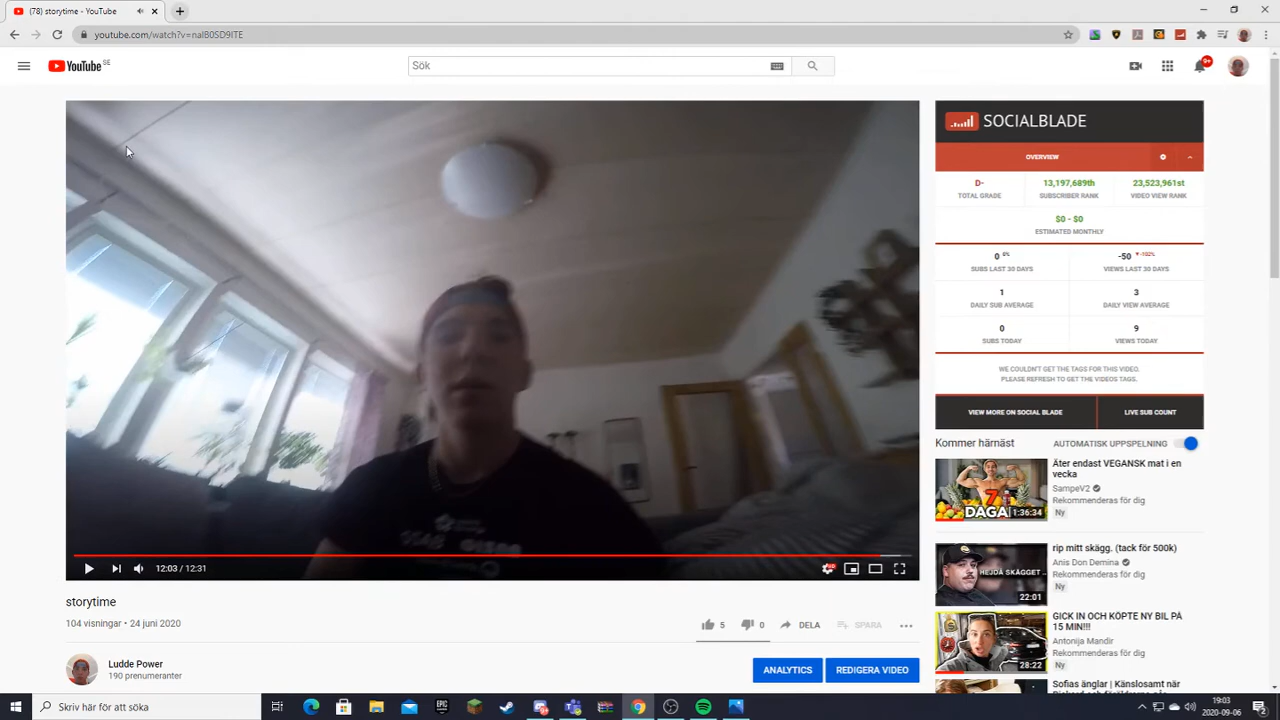 (78) storytime - YouTube
youtube.com/watch?v=naIB0SD9ITE
YouTube SE
Sök
9+
SOCIALBLADE
OVERVIEW
D-
TOTAL GRADE
13,197,689th
SUBSCRIBER RANK
23,523,961st
VIDEO VIEW RANK
$0 - $0
ESTIMATED MONTHLY
0 0%
SUBS LAST 30 DAYS
-50 -102%
VIEWS LAST 30 DAYS
1
DAILY SUB AVERAGE
3
DAILY VIEW AVERAGE
0
SUBS TODAY
9
VIEWS TODAY
WE COULDN'T GET THE TAGS FOR THIS VIDEO.
PLEASE REFRESH TO GET THE VIDEOS TAGS.
VIEW MORE ON SOCIAL BLADE
LIVE SUB COUNT
Kommer härnäst
AUTOMATISK UPPSPELNING
7
DAGA
1:36:34
Äter endast VEGANSK mat i en
vecka
SampeV2
Rekommenderas för dig
Ny
HEJDÅ SKÄGGET ..
22:01
rip mitt skägg. (tack för 500k)
Anis Don Demina
Rekommenderas för dig
Ny
28:22
GICK IN OCH KÖPTE NY BIL PÅ
15 MIN!!!
Antonija Mandir
Rekommenderas för dig
Ny
Sofias änglar | Känslosamt när
12:03 / 12:31
storytime
104 visningar • 24 juni 2020
5
0
DELA
SPARA
Ludde Power
190 prenumeranter
ANALYTICS
REDIGERA VIDEO
Skriv här för att söka
EPIC
19:03
2020-09-06
2